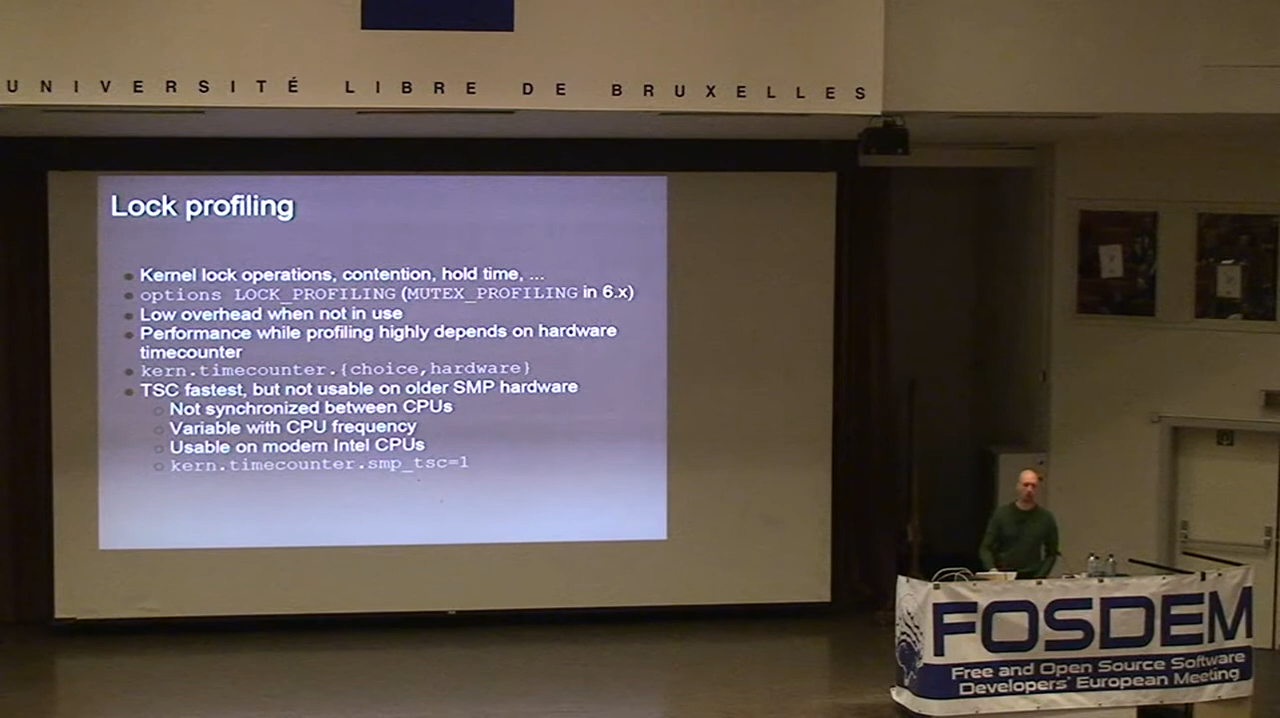 UNIVERSITÉ LIBRE DE BRUXELLES
Lock profiling
Kernel lock operations, contention, hold time, ...
options LOCK_PROFILING (MUTEX_PROFILING in 6.x)
Low overhead when not in use
Performance while profiling highly depends on hardware
timecounter
kern.timecounter.{choice,hardware}
TSC fastest, but not usable on older SMP hardware
Not synchronized between CPUs
Variable with CPU frequency
Usable on modern Intel CPUs
kern.timecounter.smp_tsc=1
FOSDEM
Free and Open Source Software
Developers' European Meeting